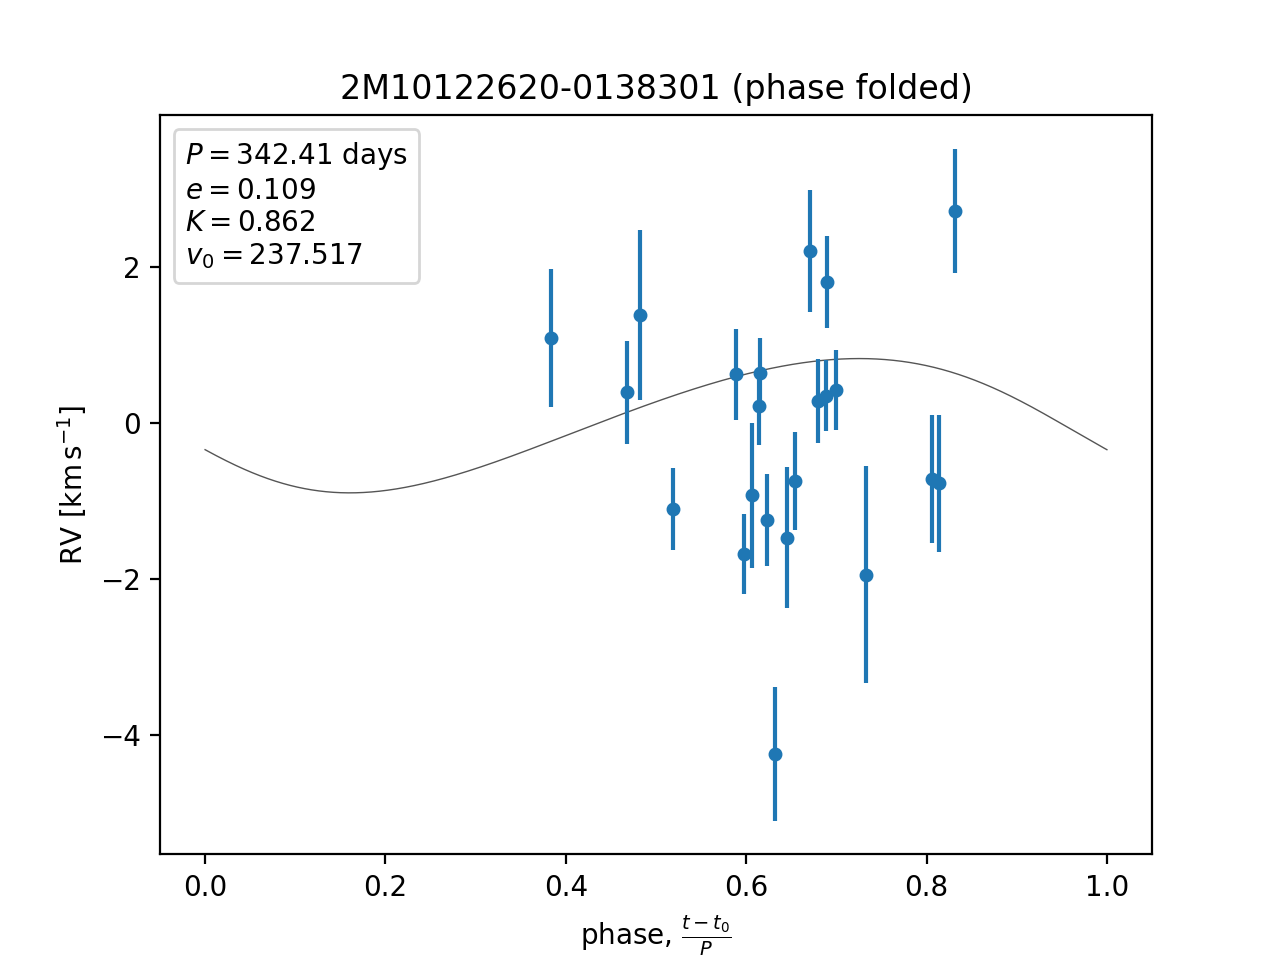 2M10122620-0138301 (phase folded)
P = 342.41 days
e = 0.109
K = 0.862
v₀ = 237.517
RV [km s⁻¹]
2
0
−2
−4
0.0 0.2 0.4 0.6 0.8 1.0
phase, (t − t₀)/P